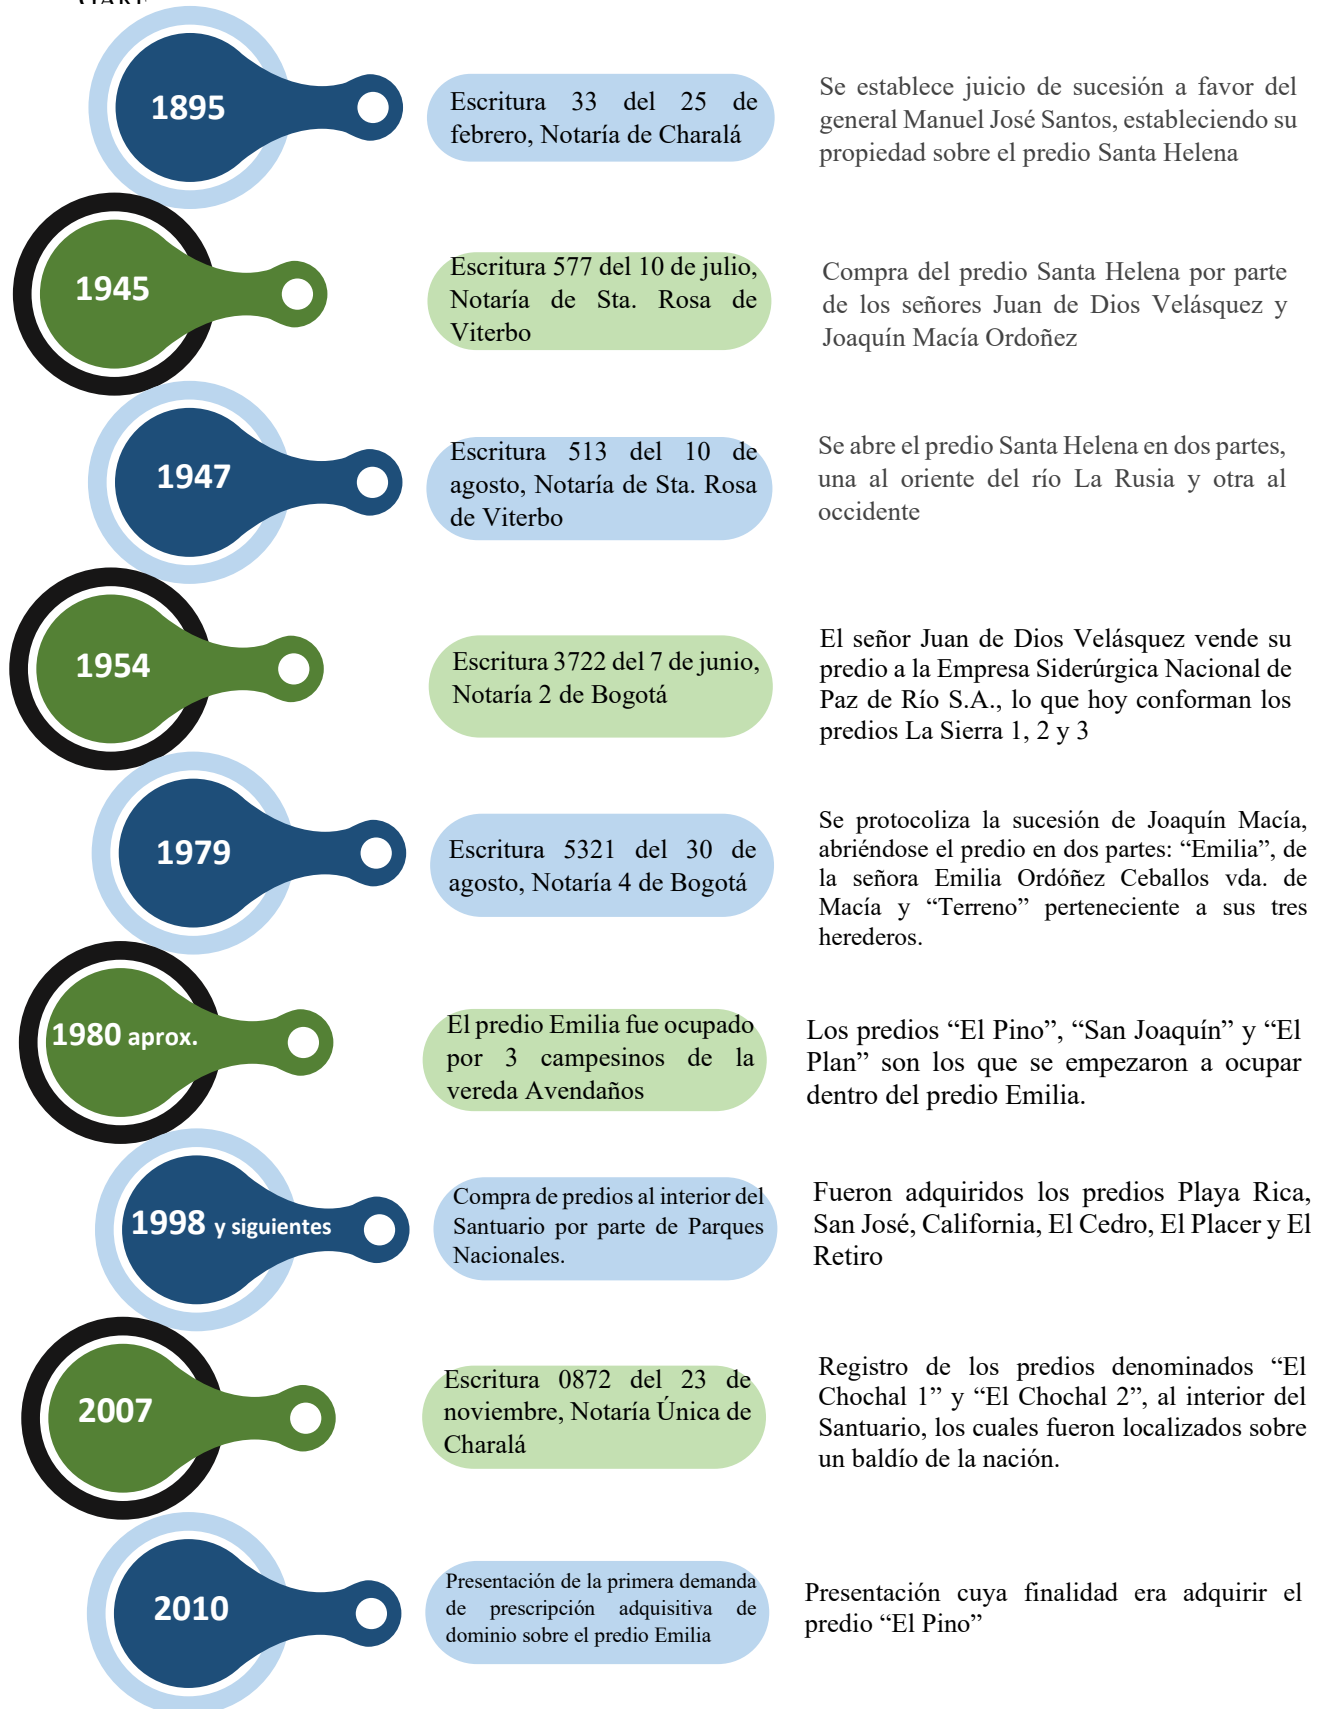 1895
Escritura 33 del 25 de
febrero, Notaría de Charalá
Se establece juicio de sucesión a favor del
general Manuel José Santos, estableciendo su
propiedad sobre el predio Santa Helena
1945
Escritura 577 del 10 de julio,
Notaría de Sta. Rosa de
Viterbo
Compra del predio Santa Helena por parte
de los señores Juan de Dios Velásquez y
Joaquín Macía Ordoñez
1947
Escritura 513 del 10 de
agosto, Notaría de Sta. Rosa
de Viterbo
Se abre el predio Santa Helena en dos partes,
una al oriente del río La Rusia y otra al
occidente
1954
Escritura 3722 del 7 de junio,
Notaría 2 de Bogotá
El señor Juan de Dios Velásquez vende su
predio a la Empresa Siderúrgica Nacional de
Paz de Río S.A., lo que hoy conforman los
predios La Sierra 1, 2 y 3
1979
Escritura 5321 del 30 de
agosto, Notaría 4 de Bogotá
Se protocoliza la sucesión de Joaquín Macía,
abriéndose el predio en dos partes: “Emilia”, de
la señora Emilia Ordóñez Ceballos vda. de
Macía y “Terreno” perteneciente a sus tres
herederos.
1980 aprox.
El predio Emilia fue ocupado
por 3 campesinos de la
vereda Avendaños
Los predios “El Pino”, “San Joaquín” y “El
Plan” son los que se empezaron a ocupar
dentro del predio Emilia.
1998 y siguientes
Compra de predios al interior del
Santuario por parte de Parques
Nacionales.
Fueron adquiridos los predios Playa Rica,
San José, California, El Cedro, El Placer y El
Retiro
2007
Escritura 0872 del 23 de
noviembre, Notaría Única de
Charalá
Registro de los predios denominados “El
Chochal 1” y “El Chochal 2”, al interior del
Santuario, los cuales fueron localizados sobre
un baldío de la nación.
2010
Presentación de la primera demanda
de prescripción adquisitiva de
dominio sobre el predio Emilia
Presentación cuya finalidad era adquirir el
predio “El Pino”